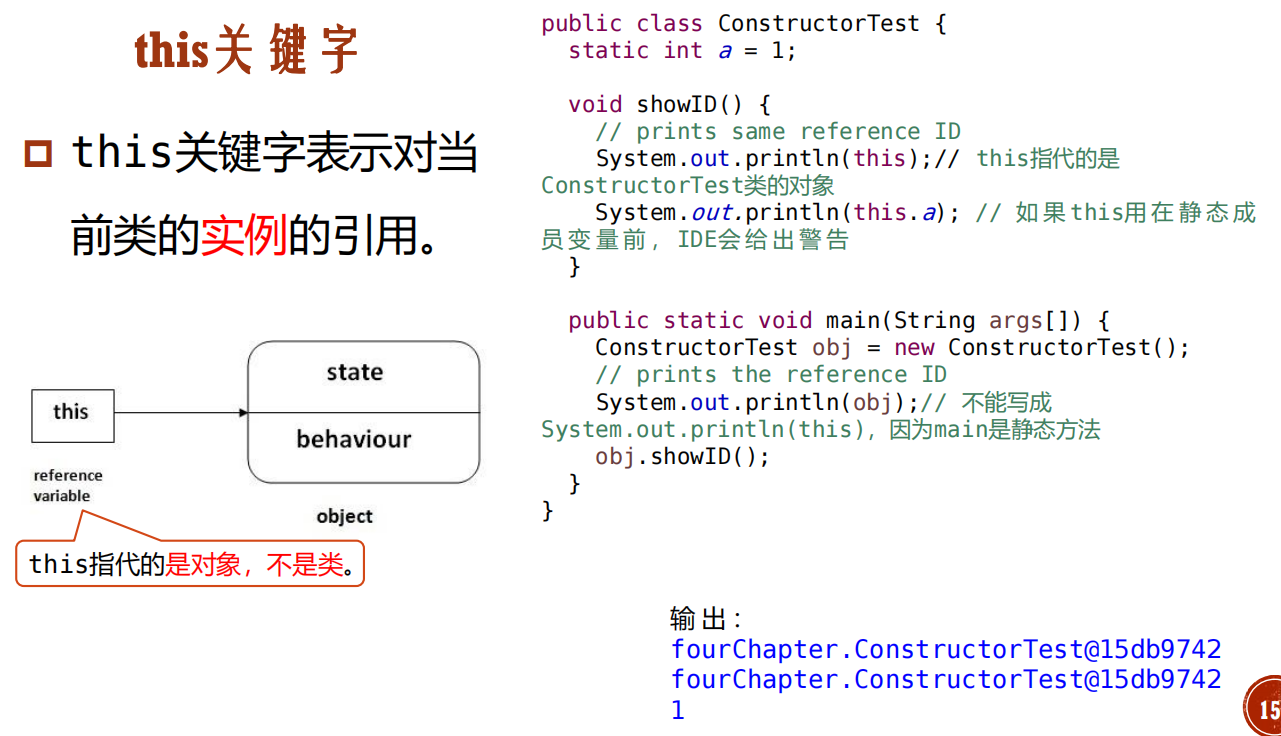 this关键字
this关键字表示对当
前类的实例的引用。
this
state
behaviour
reference
variable
object
this指代的是对象，不是类。
public class ConstructorTest {
static int a = 1;
void showID() {
// prints same reference ID
System.out.println(this);// this指代的是
ConstructorTest类的对象
System.out.println(this.a); // 如果this用在静态成
员变量前，IDE会给出警告
}
public static void main(String args[]) {
ConstructorTest obj = new ConstructorTest();
// prints the reference ID
System.out.println(obj);// 不能写成
System.out.println(this)，因为main是静态方法
obj.showID();
}
}
输出：
fourChapter.ConstructorTest@15db9742
fourChapter.ConstructorTest@15db9742
1
15